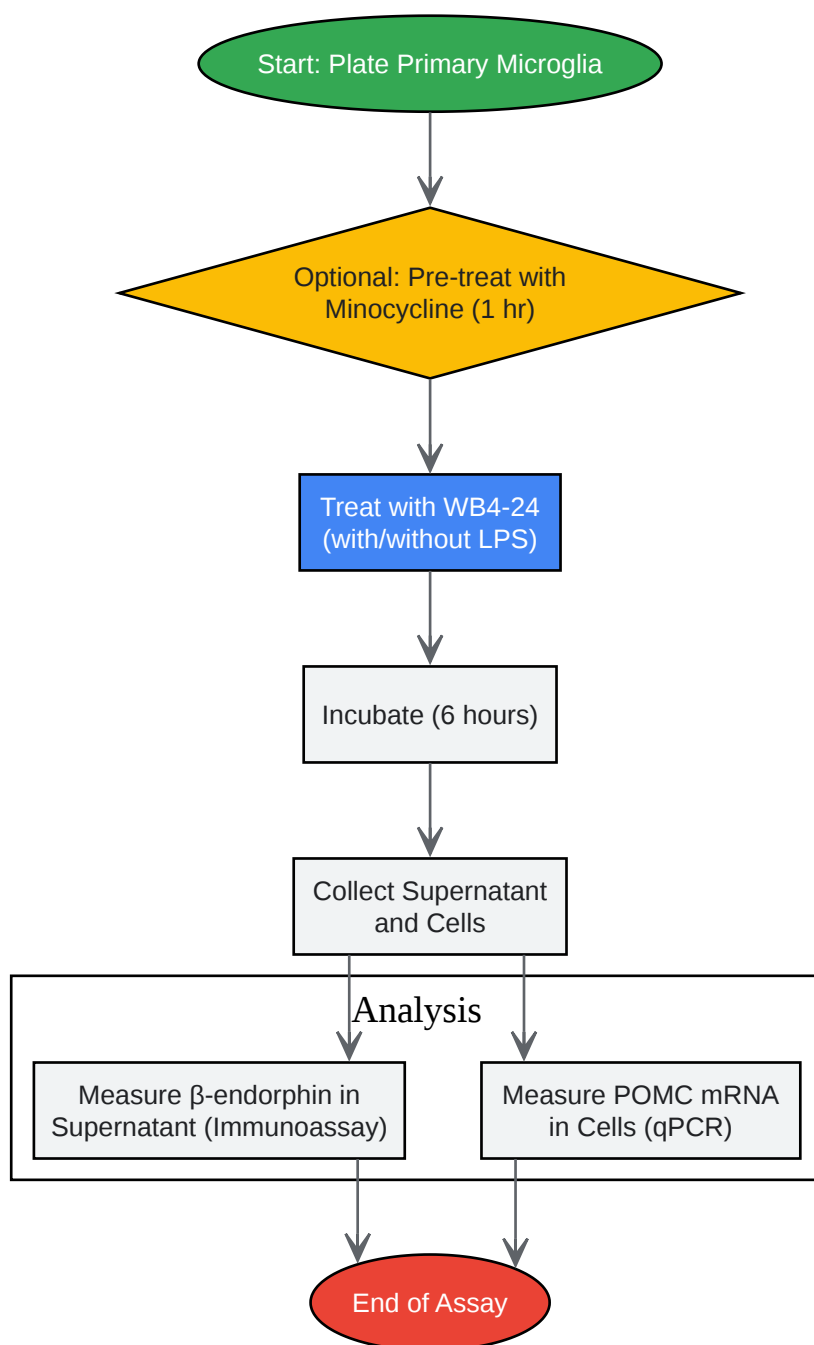 Start: Plate Primary Microglia
Optional: Pre-treat with
Minocycline (1 hr)
Treat with WB4-24
(with/without LPS)
Incubate (6 hours)
Collect Supernatant
and Cells
Analysis
Measure β-endorphin in
Supernatant (Immunoassay)
Measure POMC mRNA
in Cells (qPCR)
End of Assay